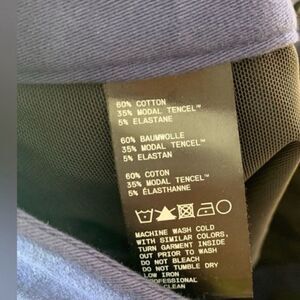 60% COTTON
35% MODAL TENCEL™
5% ELASTANE
60% BAUMWOLLE
35% MODAL TENCEL™
5% ELASTAN
60% COTON
35% MODAL TENCEL™
5% ÉLASTHANNE
MACHINE WASH COLD
WITH SIMILAR COLORS,
TURN GARMENT INSIDE
OUT PRIOR TO WASH
DO NOT BLEACH
DO NOT TUMBLE DRY
LOW IRON
PROFESSIONAL
CLEAN